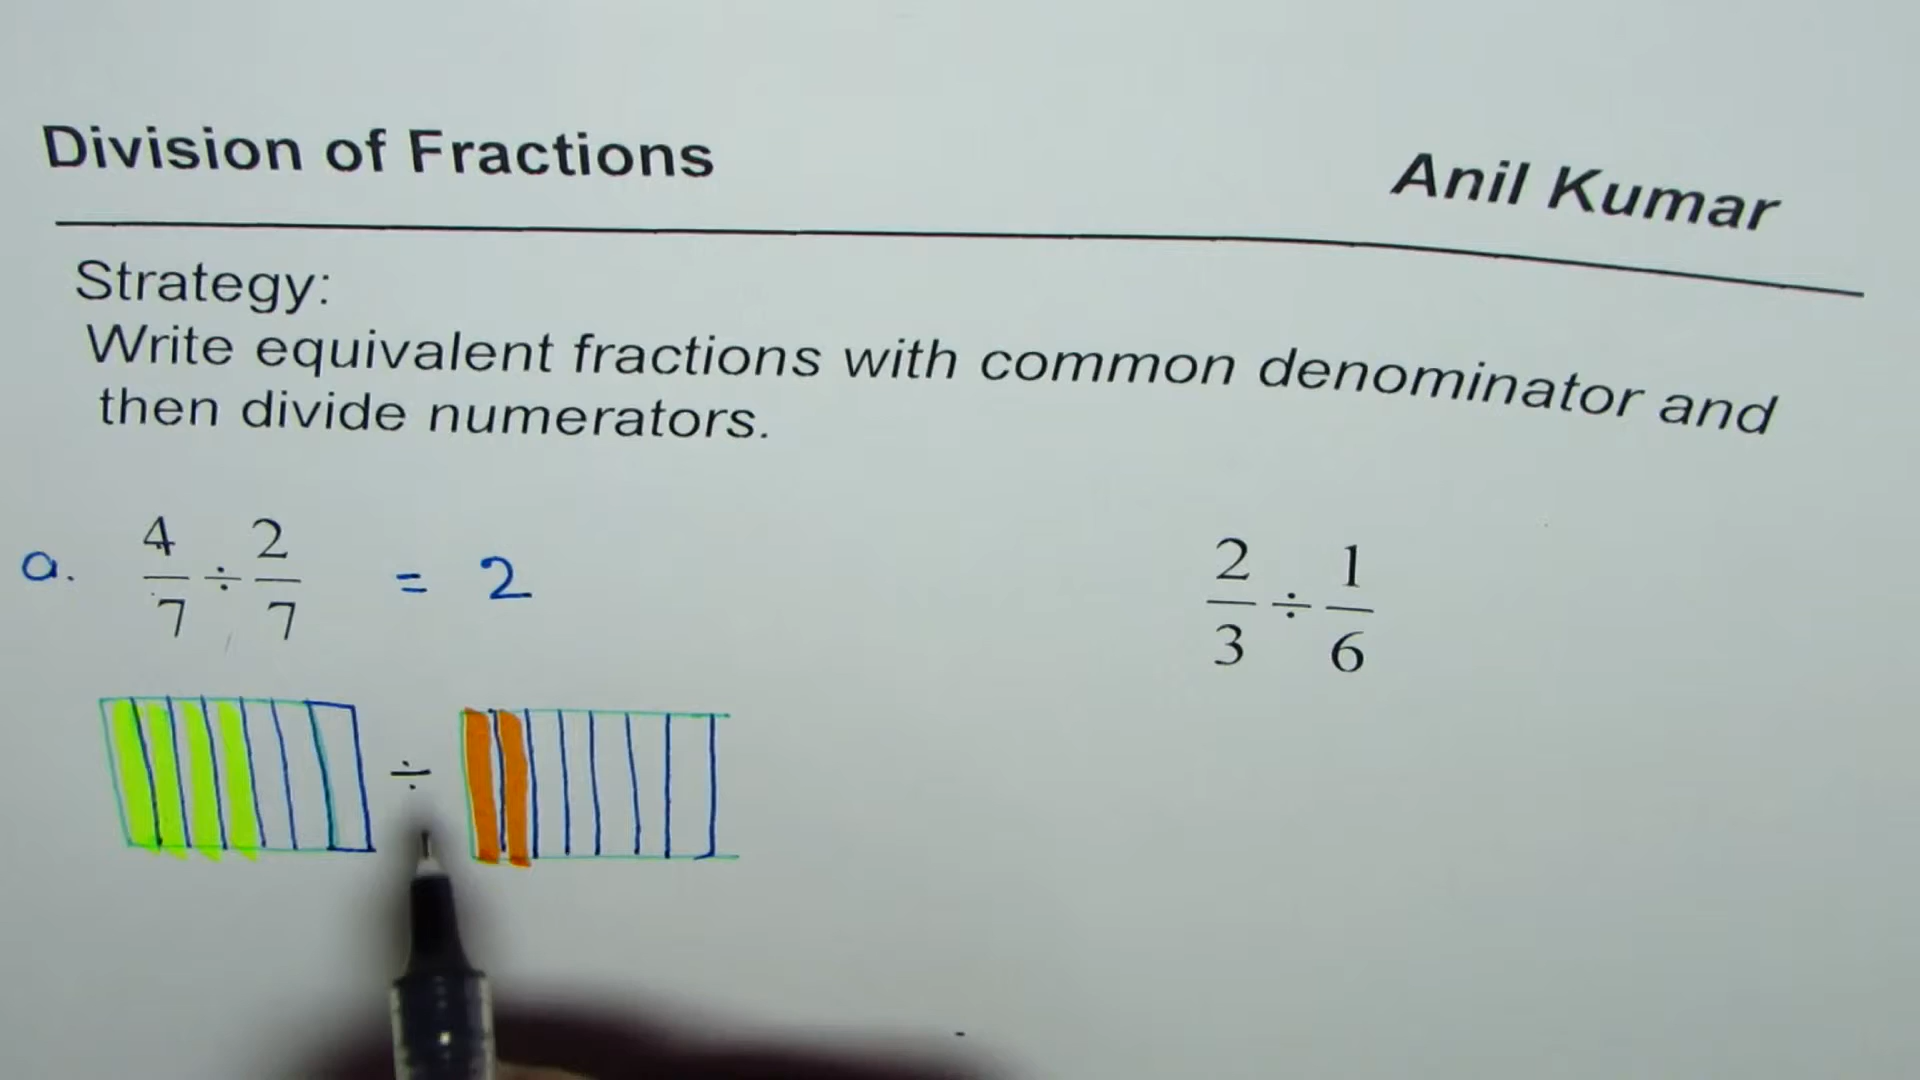 Division of Fractions
Anil Kumar
Strategy:
Write equivalent fractions with common denominator and
then divide numerators.
a. 4/7 ÷ 2/7 = 2
2/3 ÷ 1/6
÷